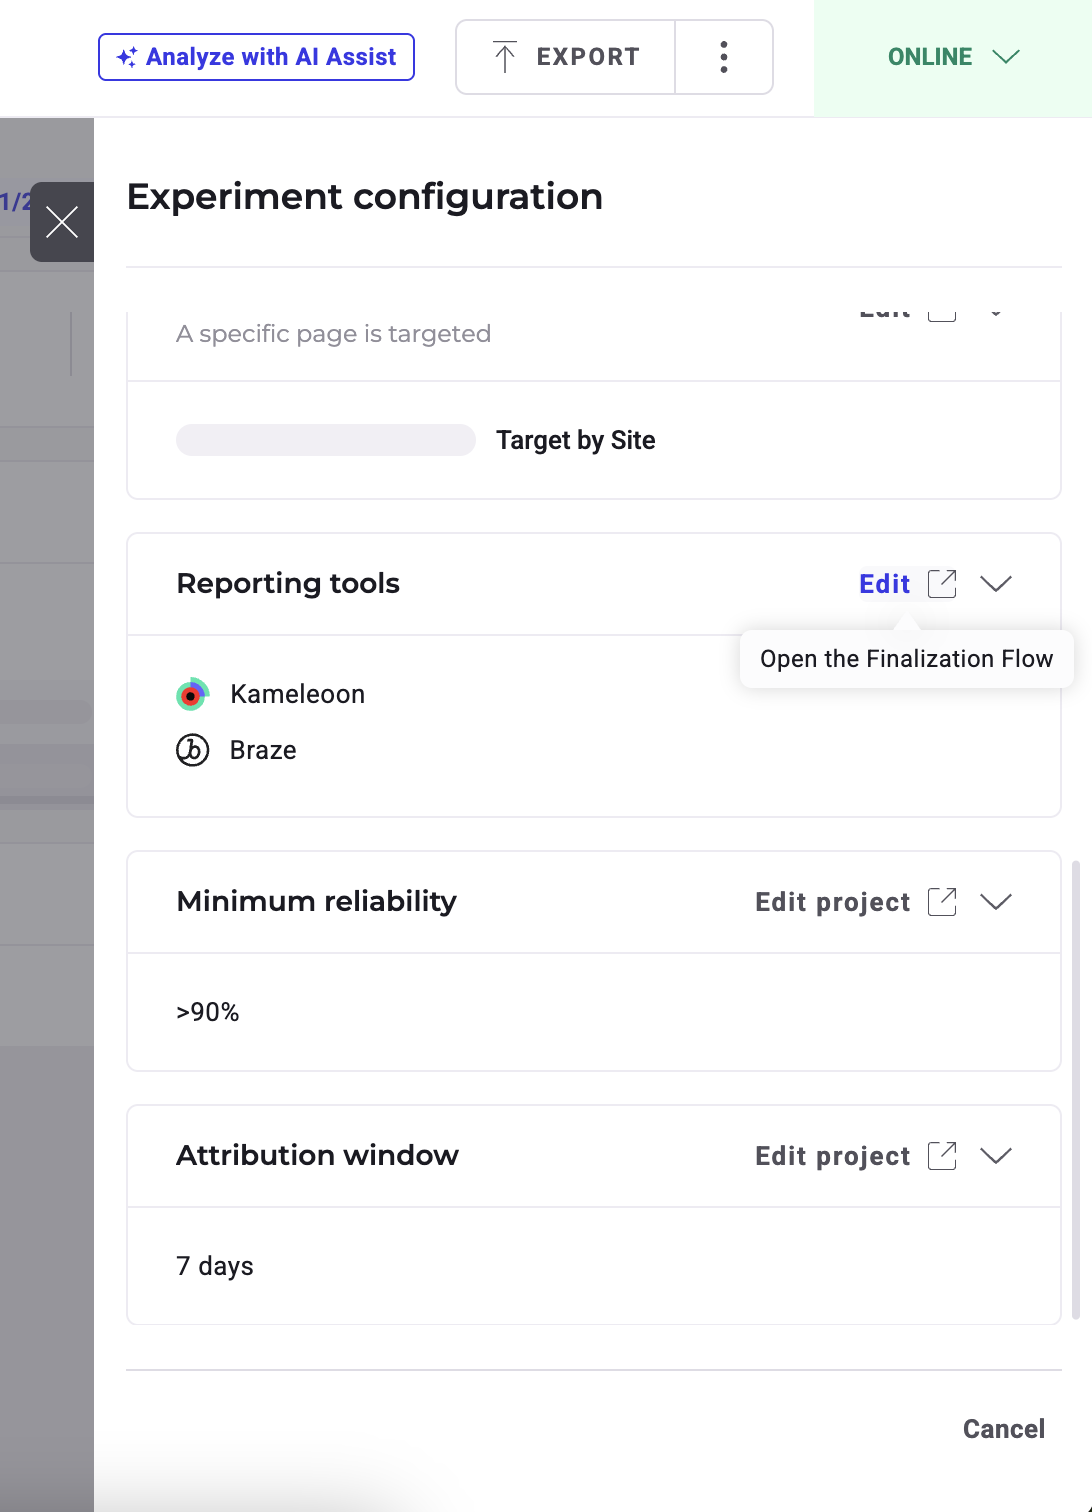 Analyze with AI Assist
EXPORT
ONLINE
1/2
Experiment configuration
Edit
A specific page is targeted
Target by Site
Reporting tools
Edit
Open the Finalization Flow
Kameleoon
Braze
Minimum reliability
Edit project
>90%
Attribution window
Edit project
7 days
Cancel